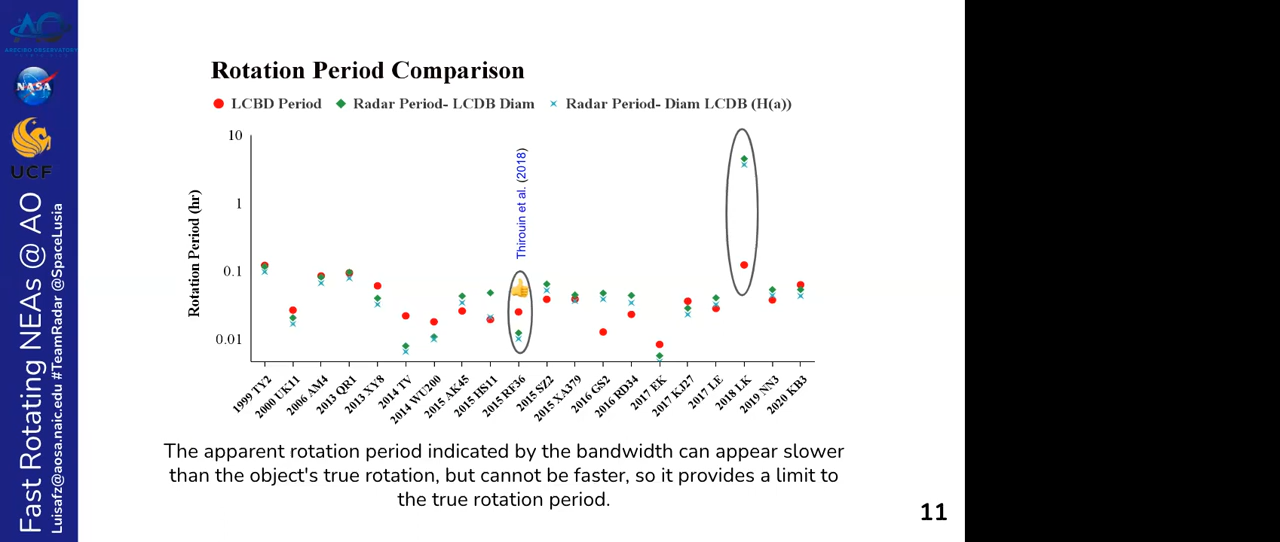 ARECIBO OBSERVATORY
NASA
UCF
Fast Rotating NEAs @ AO
Luisafz@aosa.naic.edu #TeamRadar @SpaceLusia
Rotation Period Comparison
LCBD Period
Radar Period- LCDB Diam
Radar Period- Diam LCDB (H(a))
Rotation Period (hr)
10
1
0.1
0.01
Thirouin et al. (2018)
1999 TY2
2000 UK11
2006 AM4
2013 QR1
2013 XY8
2014 TV
2014 WU200
2015 AK45
2015 HS11
2015 RF36
2015 SZ2
2015 XA379
2016 GS2
2016 RD34
2017 EK
2017 KJ27
2017 LE
2018 LK
2019 NN3
2020 KB3
The apparent rotation period indicated by the bandwidth can appear slower
than the object's true rotation, but cannot be faster, so it provides a limit to
the true rotation period.
11